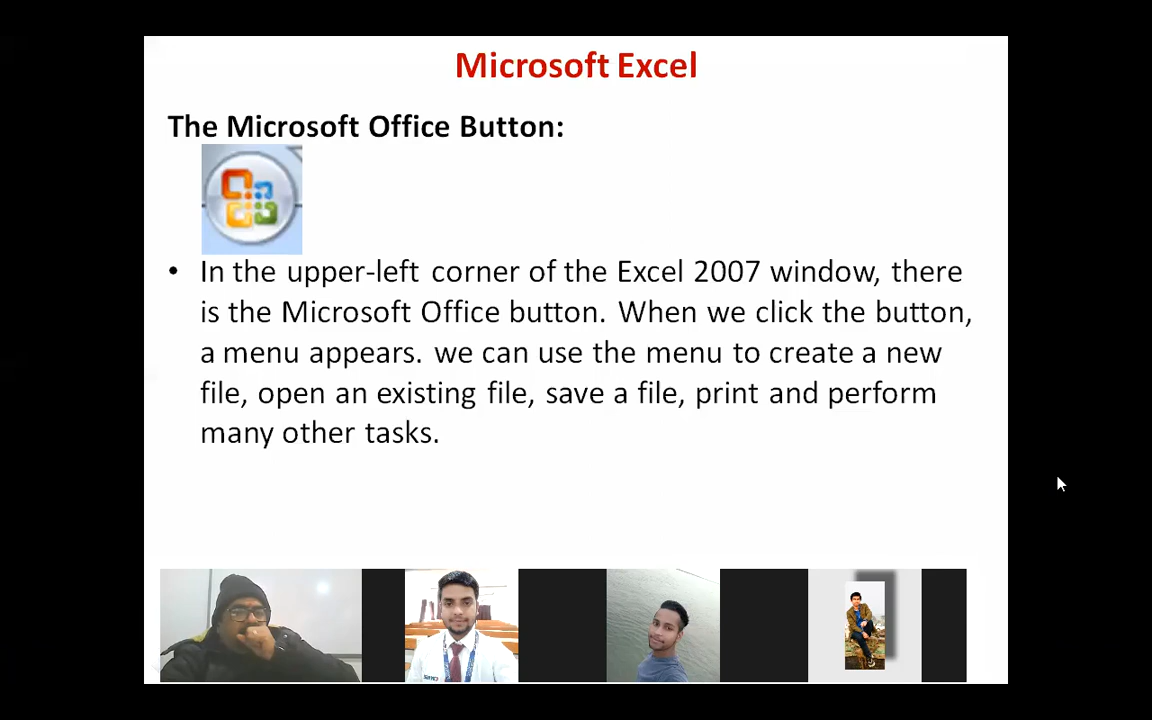 Microsoft Excel
The Microsoft Office Button:
• In the upper-left corner of the Excel 2007 window, there
is the Microsoft Office button. When we click the button,
a menu appears. we can use the menu to create a new
file, open an existing file, save a file, print and perform
many other tasks.